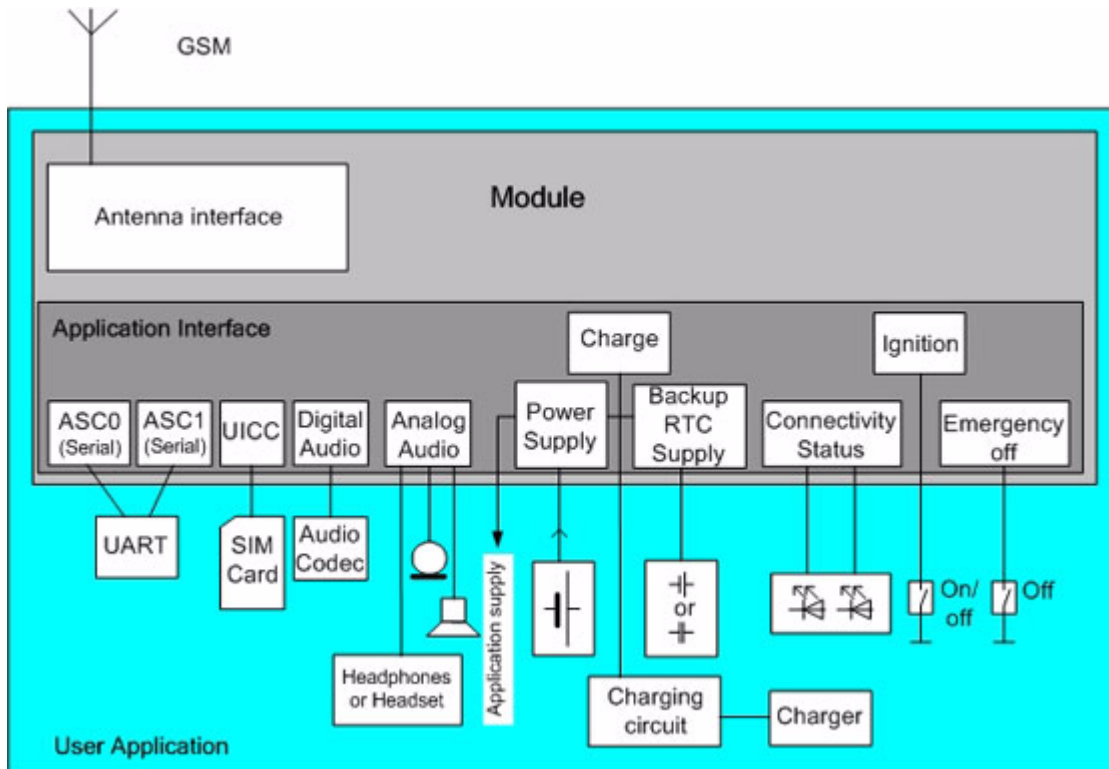 GSM
Module
Antenna interface
Application Interface
Charge
Ignition
ASC0
(Serial)
ASC1
(Serial)
UICC
Digital
Audio
Analog
Audio
Power
Supply
Backup
RTC
Supply
Connectivity
Status
Emergency
off
UART
SIM
Card
Audio
Codec
Application supply
or
On/
off
Off
Headphones
or Headset
Charging
circuit
Charger
User Application